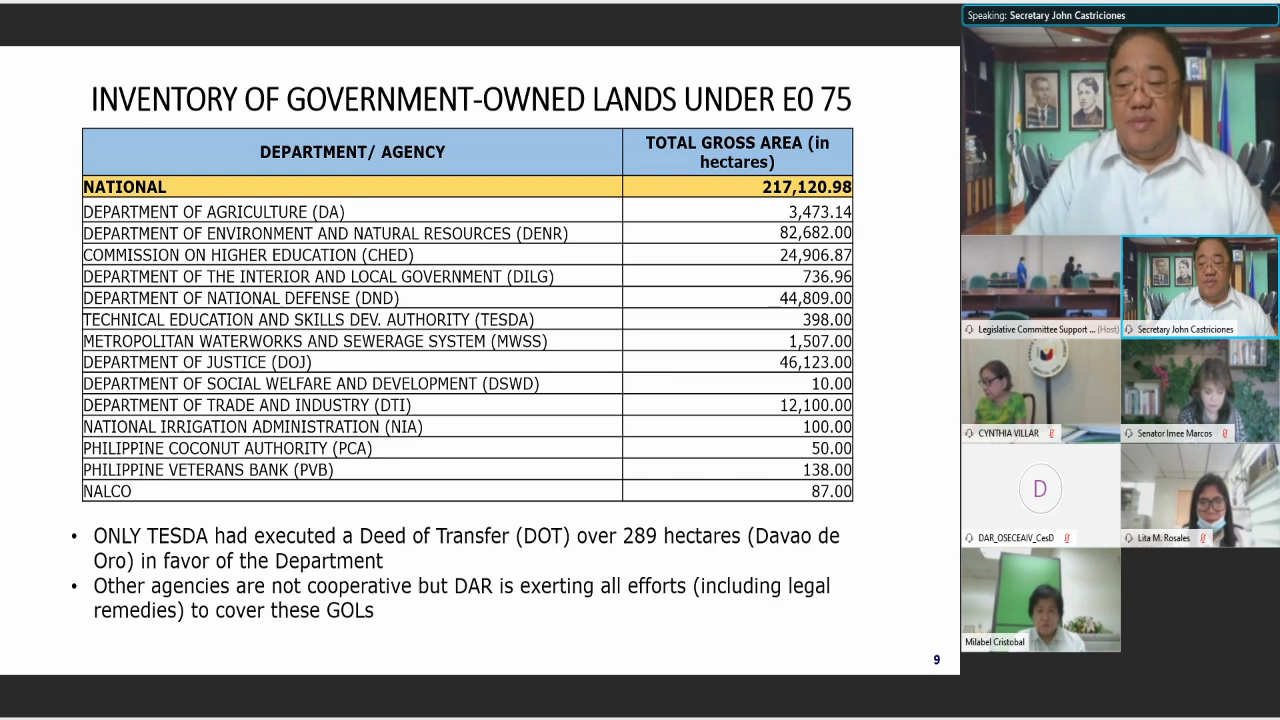 Speaking: Secretary John Castriciones
INVENTORY OF GOVERNMENT-OWNED LANDS UNDER E0 75
DEPARTMENT/ AGENCY
TOTAL GROSS AREA (in
hectares)
NATIONAL 217,120.98
DEPARTMENT OF AGRICULTURE (DA) 3,473.14
DEPARTMENT OF ENVIRONMENT AND NATURAL RESOURCES (DENR) 82,682.00
COMMISSION ON HIGHER EDUCATION (CHED) 24,906.87
DEPARTMENT OF THE INTERIOR AND LOCAL GOVERNMENT (DILG) 736.96
DEPARTMENT OF NATIONAL DEFENSE (DND) 44,809.00
TECHNICAL EDUCATION AND SKILLS DEV. AUTHORITY (TESDA) 398.00
METROPOLITAN WATERWORKS AND SEWERAGE SYSTEM (MWSS) 1,507.00
DEPARTMENT OF JUSTICE (DOJ) 46,123.00
DEPARTMENT OF SOCIAL WELFARE AND DEVELOPMENT (DSWD) 10.00
DEPARTMENT OF TRADE AND INDUSTRY (DTI) 12,100.00
NATIONAL IRRIGATION ADMINISTRATION (NIA) 100.00
PHILIPPINE COCONUT AUTHORITY (PCA) 50.00
PHILIPPINE VETERANS BANK (PVB) 138.00
NALCO 87.00
• ONLY TESDA had executed a Deed of Transfer (DOT) over 289 hectares (Davao de
Oro) in favor of the Department
• Other agencies are not cooperative but DAR is exerting all efforts (including legal
remedies) to cover these GOLs
9
Legislative Committee Support ... (Host)
Secretary John Castriciones
CYNTHIA VILLAR
Senator Imee Marcos
D
DAR_OSECEAIV_CesD
Lita M. Rosales
Milabel Cristobal